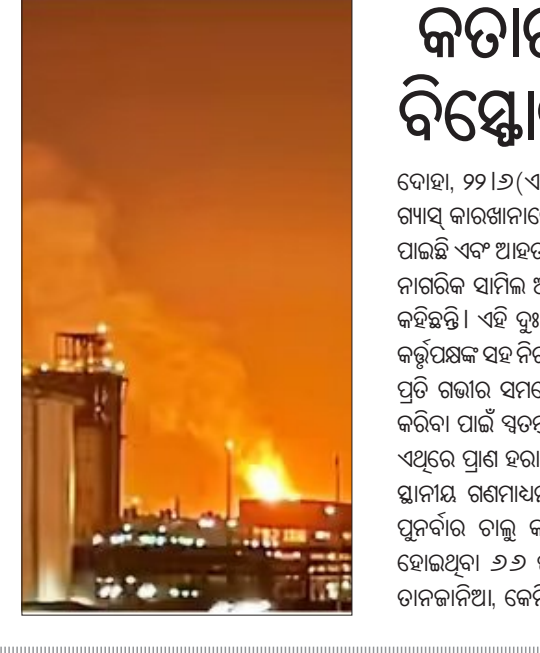 କତାର
ବିସ୍ଫୋ
ଦୋହା, ୨୨।୬(ଏ
ଗ୍ୟାସ୍ କାରଖାନାରେ
ପାଇଛି ଏବଂ ଆହତ
ନାଗରିକ ସାମିଲ ଅ
କହିଛନ୍ତି। ଏହି ଦୁଃ
କର୍ତ୍ତୃପକ୍ଷଙ୍କ ସହ ନିର
ପ୍ରତି ଗଭୀର ସମବେ
କରିବା ପାଇଁ ସ୍ୱତନ୍ତ୍ର
ଏଥିରେ ପ୍ରାଣ ହରା
ସ୍ଥାନୀୟ ଗଣମାଧ୍ୟମ
ପୁନର୍ବାର ଚାଲୁ କ
ହୋଇଥିବା ୬୬
ତାନଜାନିଆ, କେନି